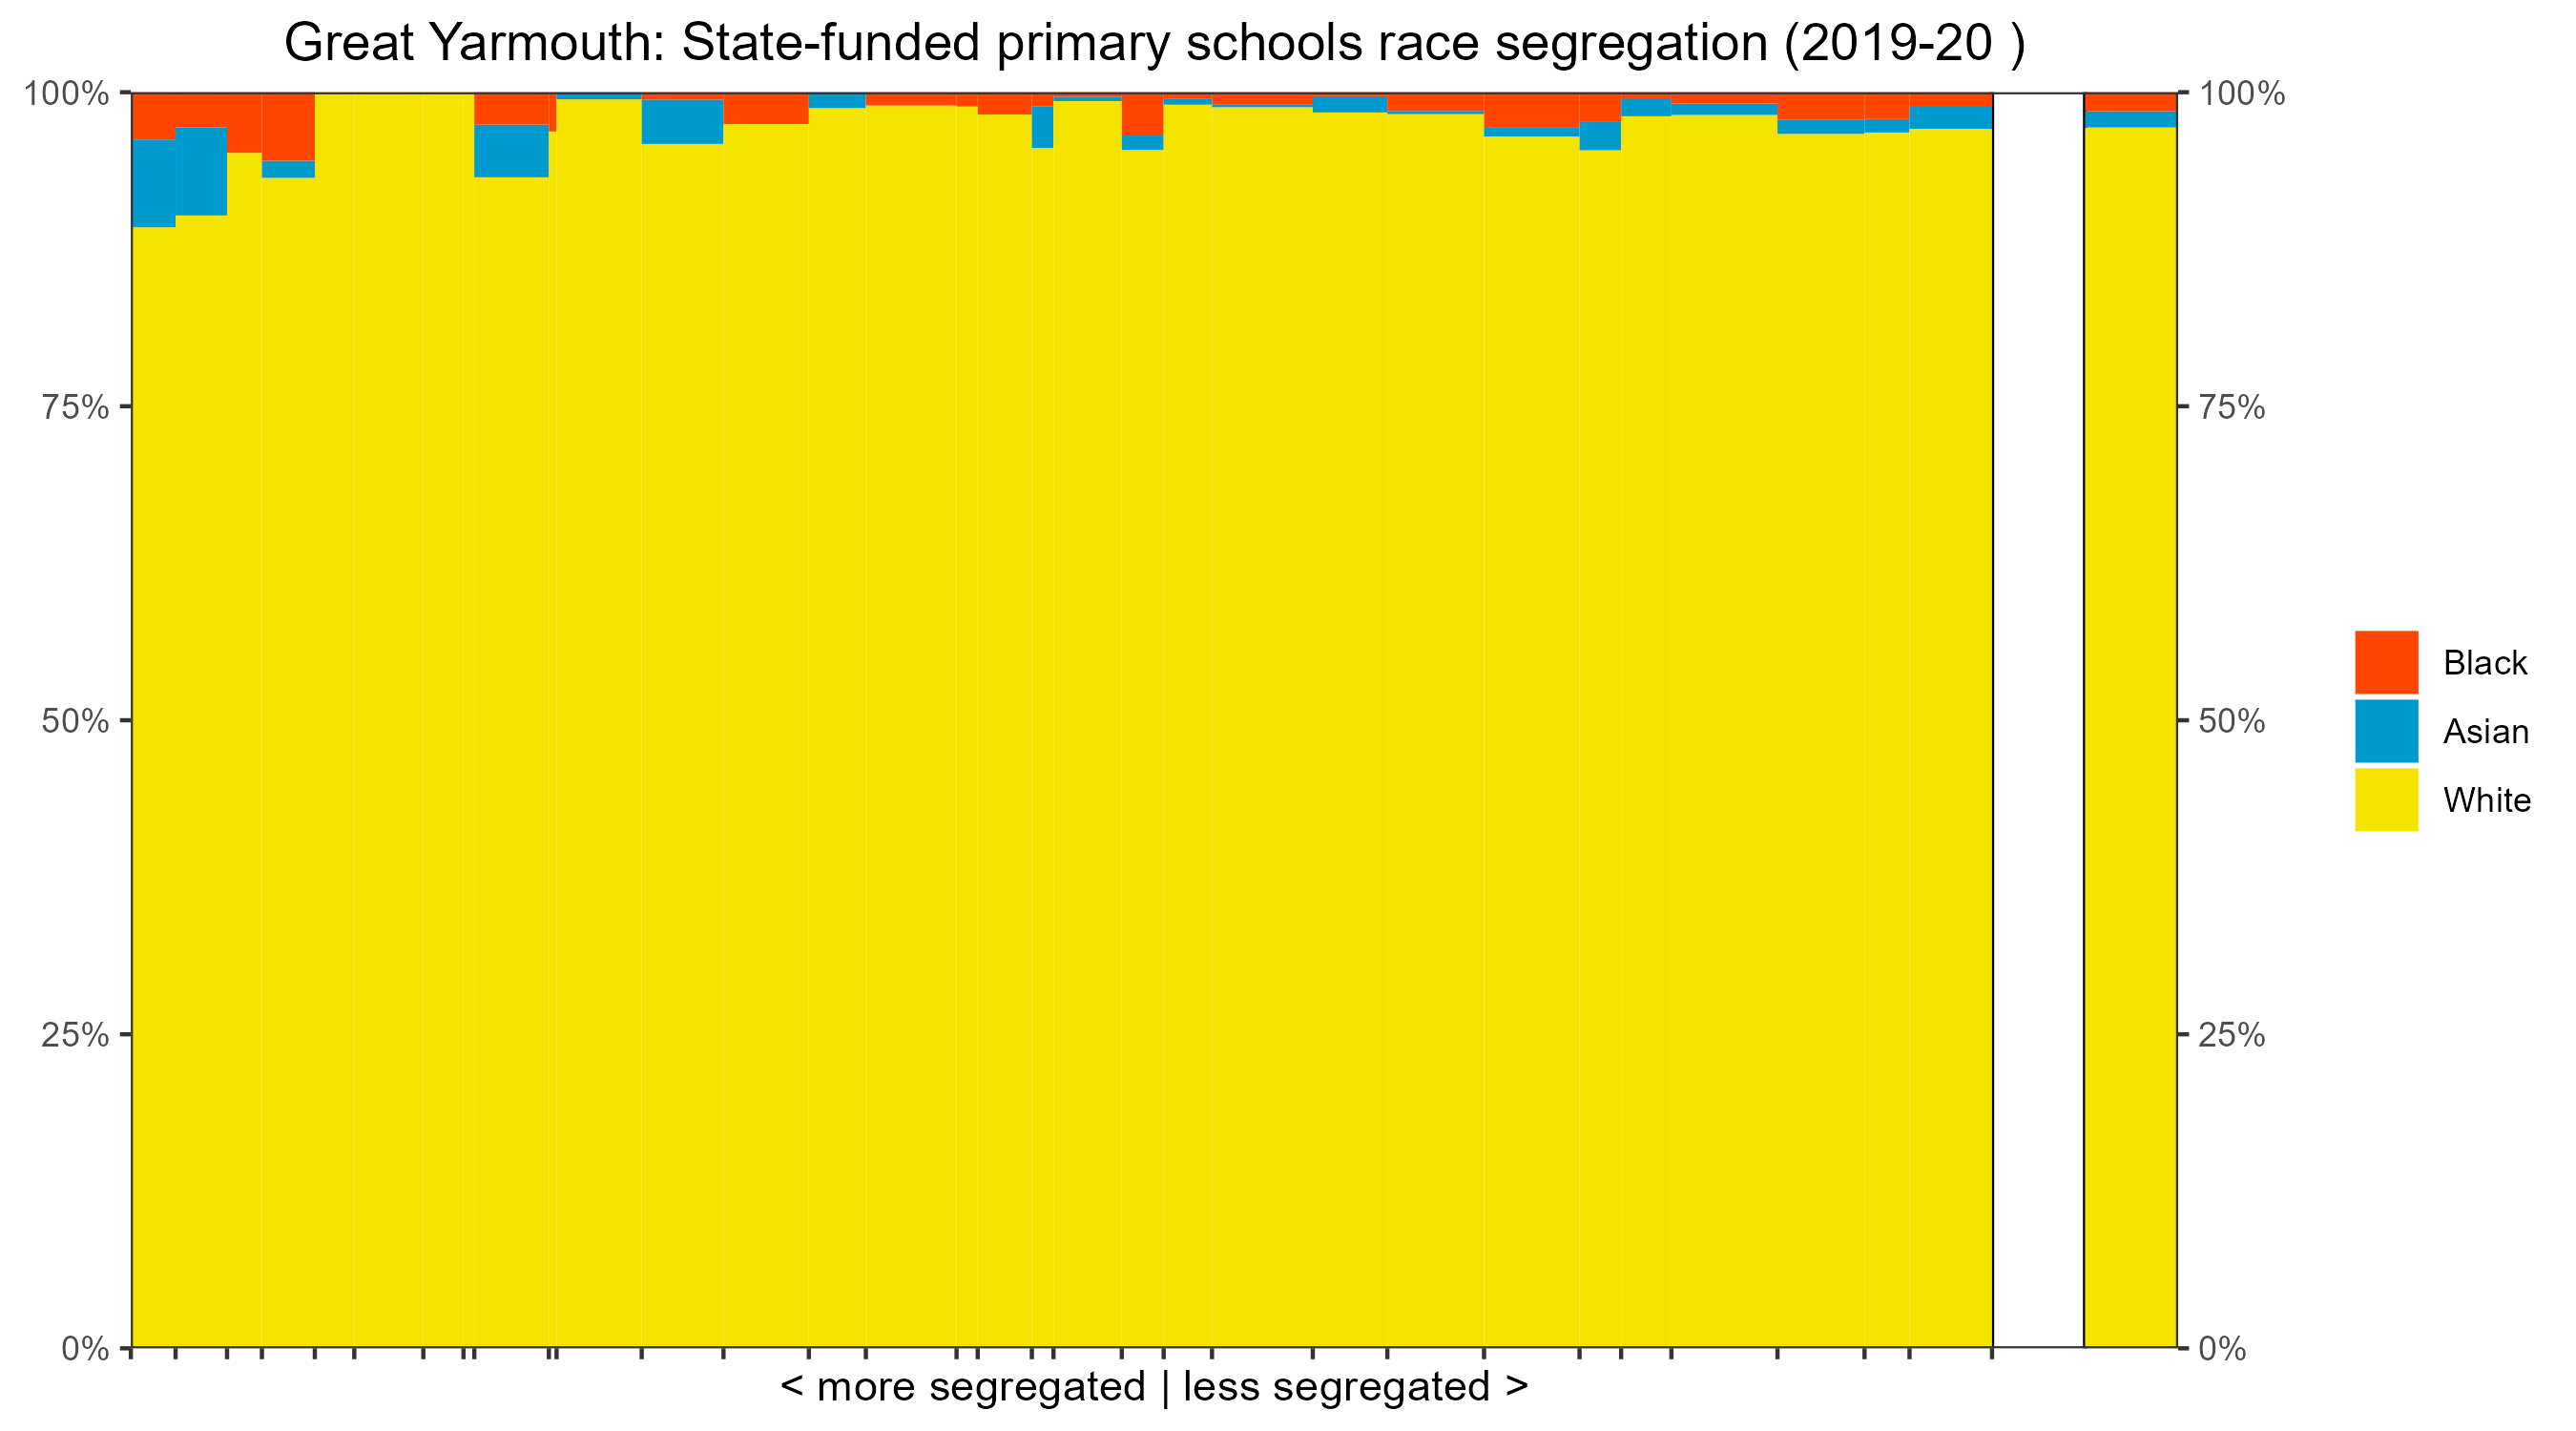 Great Yarmouth: State-funded primary schools race segregation (2019-20 )
100%
75%
50%
25%
0%
100%
75%
50%
25%
0%
Black
Asian
White
< more segregated | less segregated >